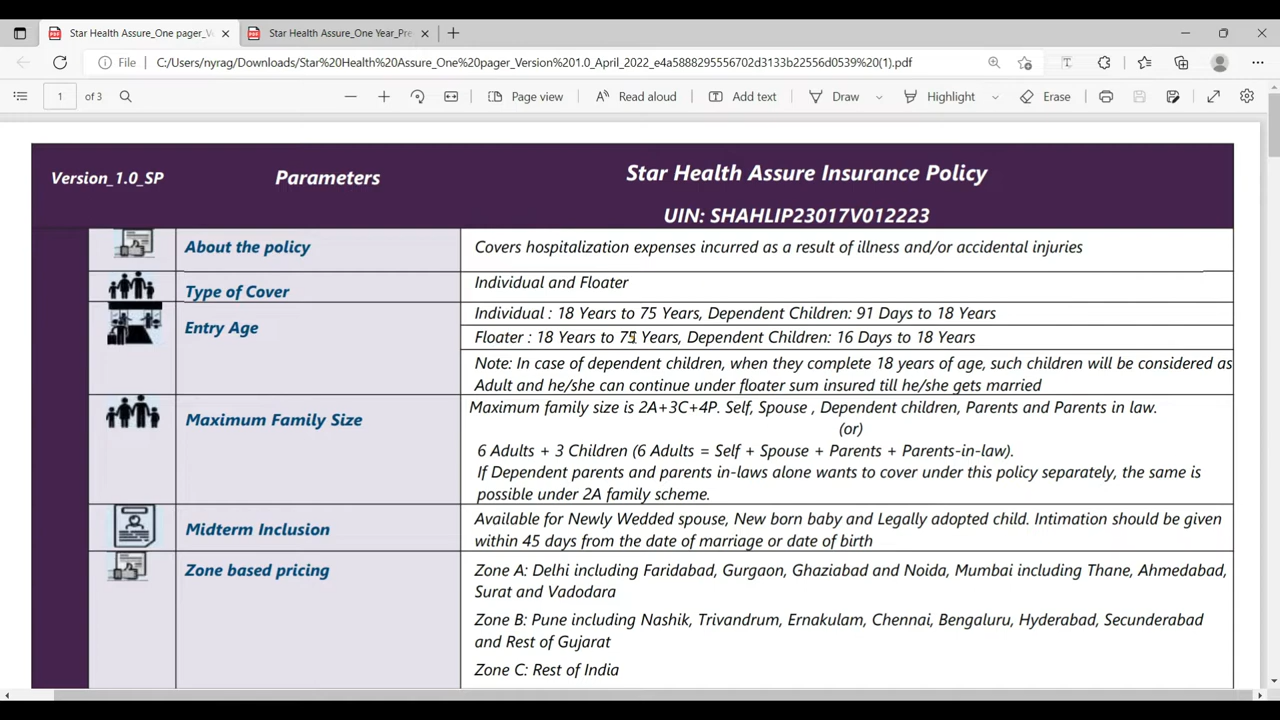 Star Health Assure_One pager_V
Star Health Assure_One Year_Pre
File
C:/Users/nyrag/Downloads/Star%20Health%20Assure_One%20pager_Version%201.0_April_2022_e4a5888295556702d3133b22556d0539%20(1).pdf
1 of 3
Page view
Read aloud
Add text
Draw
Highlight
Erase
Version_1.0_SP
Parameters
Star Health Assure Insurance Policy
UIN: SHAHLIP23017V012223
About the policy
Covers hospitalization expenses incurred as a result of illness and/or accidental injuries
Type of Cover
Individual and Floater
Entry Age
Individual : 18 Years to 75 Years, Dependent Children: 91 Days to 18 Years
Floater : 18 Years to 75 Years, Dependent Children: 16 Days to 18 Years
Note: In case of dependent children, when they complete 18 years of age, such children will be considered as
Adult and he/she can continue under floater sum insured till he/she gets married
Maximum Family Size
Maximum family size is 2A+3C+4P. Self, Spouse , Dependent children, Parents and Parents in law.
(or)
6 Adults + 3 Children (6 Adults = Self + Spouse + Parents + Parents-in-law).
If Dependent parents and parents in-laws alone wants to cover under this policy separately, the same is
possible under 2A family scheme.
Midterm Inclusion
Available for Newly Wedded spouse, New born baby and Legally adopted child. Intimation should be given
within 45 days from the date of marriage or date of birth
Zone based pricing
Zone A: Delhi including Faridabad, Gurgaon, Ghaziabad and Noida, Mumbai including Thane, Ahmedabad,
Surat and Vadodara
Zone B: Pune including Nashik, Trivandrum, Ernakulam, Chennai, Bengaluru, Hyderabad, Secunderabad
and Rest of Gujarat
Zone C: Rest of India